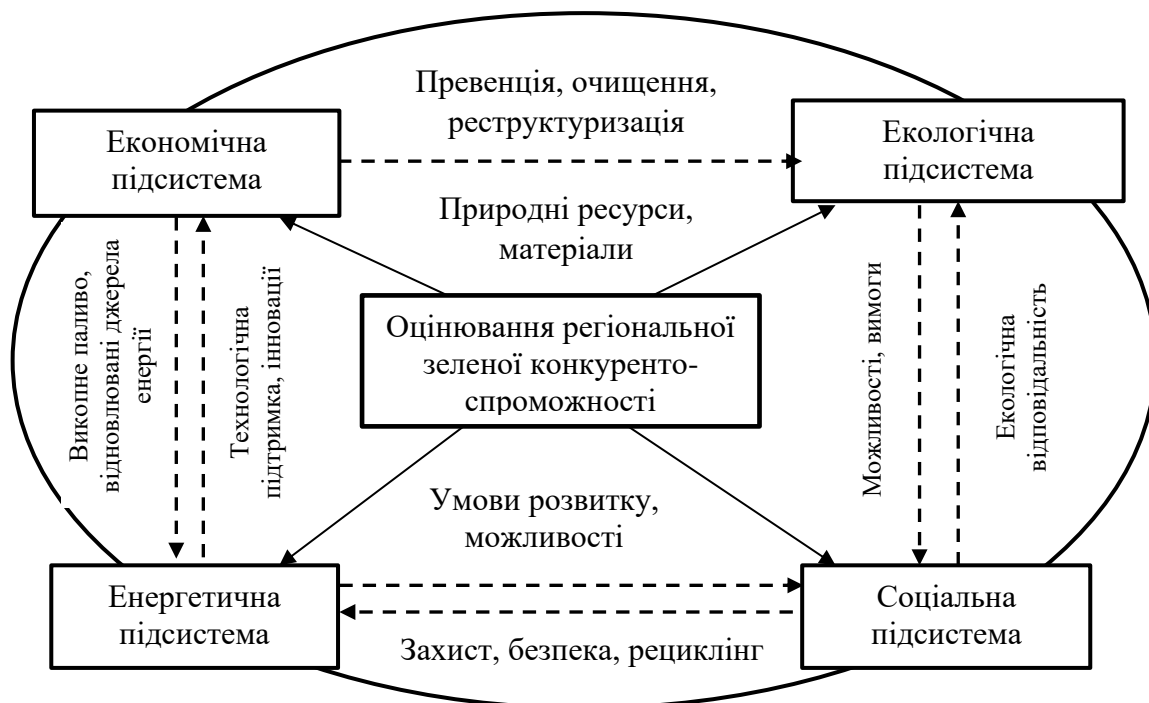 Превенція, очищення,
реструктуризація
Економічна
підсистема
Екологічна
підсистема
Природні ресурси,
матеріали
Викопне паливо,
відновлювані джерела
енергії
Технологічна
підтримка, інновації
Оцінювання регіональної
зеленої конкуренто-
спроможності
Можливості, вимоги
Екологічна
відповідальність
Умови розвитку,
можливості
Енергетична
підсистема
Соціальна
підсистема
Захист, безпека, рециклінг